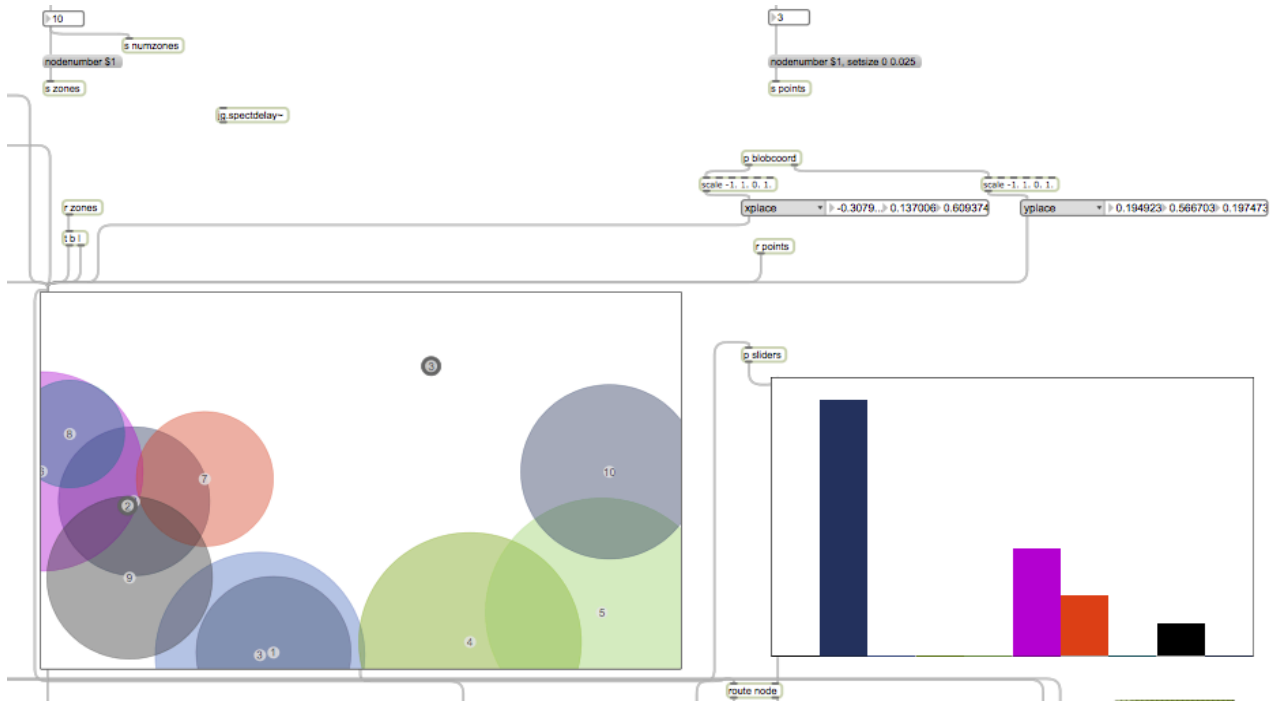 10
3
s numzones
nodenumber $1
nodenumber $1, setsize 0 0.025
s zones
s points
jg.spectdelay~
p blobcoord
scale -1. 1. 0. 1.
scale -1. 1. 0. 1.
r zones
xplace
-0.3079... 0.137006 0.609374
yplace
0.194923 0.566703 0.197473
t b l
r points
3
p sliders
8
10
7
2
9
5
4
3
1
route node